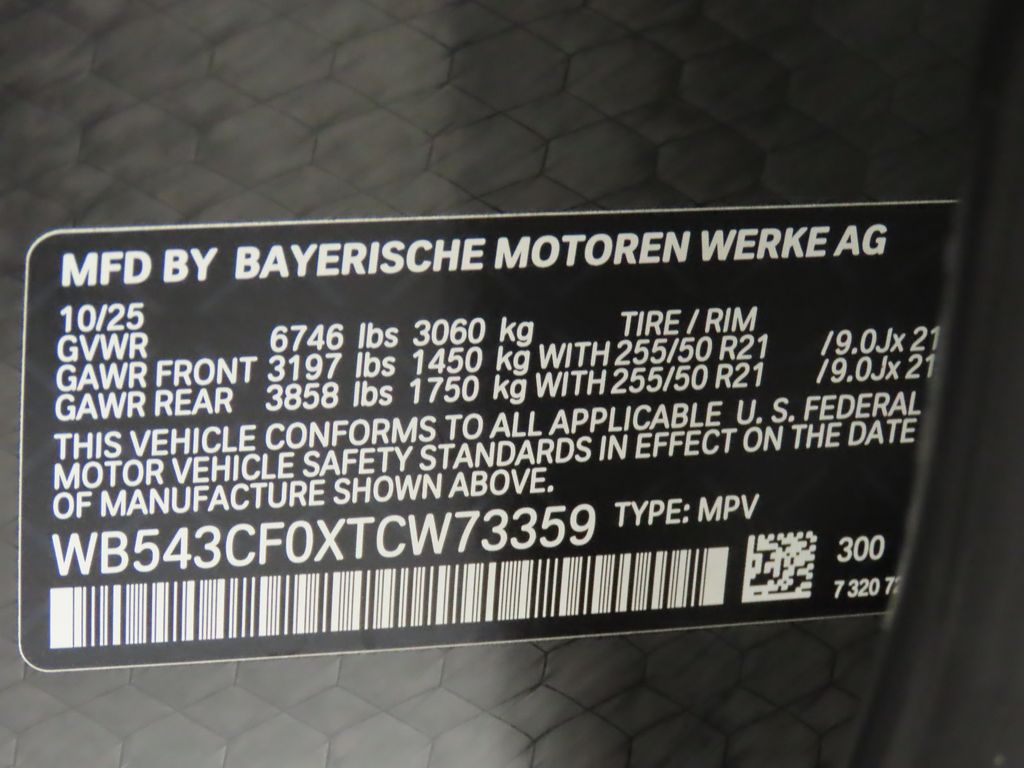 MFD BY BAYERISCHE MOTOREN WERKE AG
10/25 TIRE / RIM
GVWR 6746 lbs 3060 kg
GAWR FRONT 3197 lbs 1450 kg WITH 255/50 R21 /9.0Jx 21
GAWR REAR 3858 lbs 1750 kg WITH 255/50 R21 /9.0Jx 21
THIS VEHICLE CONFORMS TO ALL APPLICABLE U. S. FEDERAL
MOTOR VEHICLE SAFETY STANDARDS IN EFFECT ON THE DATE
OF MANUFACTURE SHOWN ABOVE.
WB543CF0XTCW73359 TYPE: MPV
300
7 320